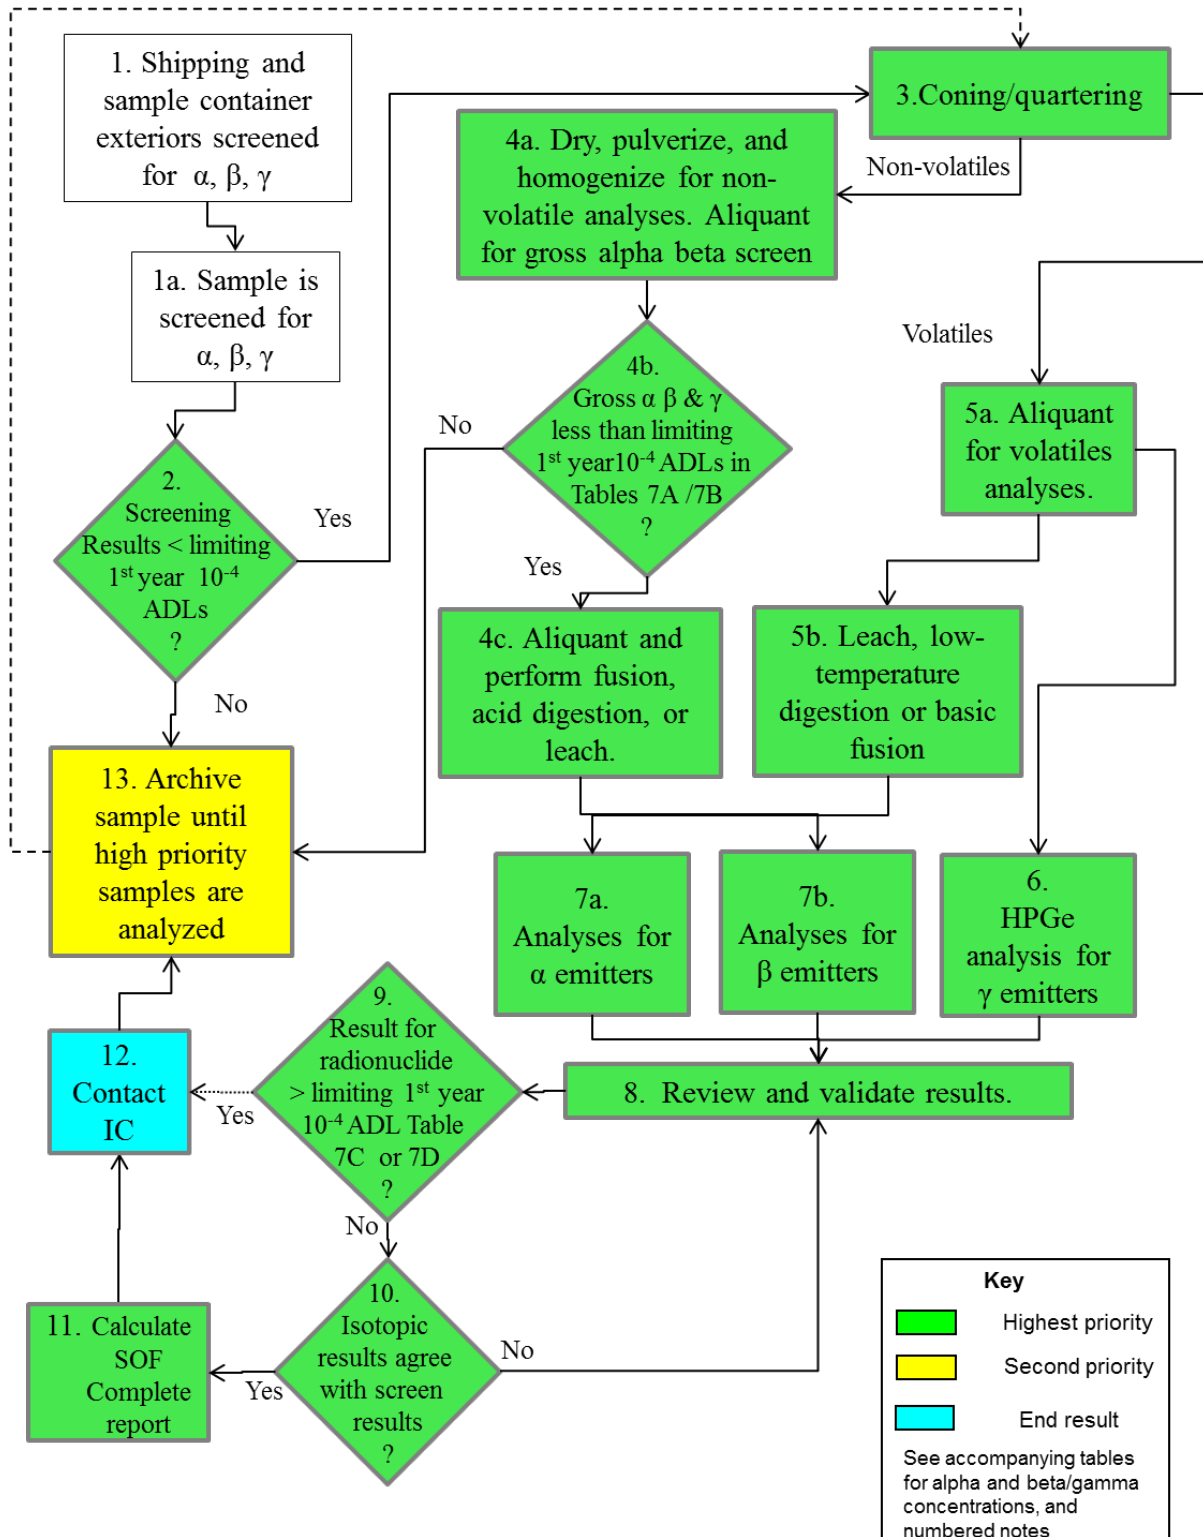 1. Shipping and
sample container
exteriors screened
for α, β, γ
1a. Sample is
screened for
α, β, γ
2.
Screening
Results < limiting
1st year 10-4
ADLs
?
Yes
No
3.Coning/quartering
Non-volatiles
4a. Dry, pulverize, and
homogenize for non-
volatile analyses. Aliquant
for gross alpha beta screen
4b.
Gross α β & γ
less than limiting
1st year10-4 ADLs in
Tables 7A /7B
?
No
Yes
Volatiles
5a. Aliquant
for volatiles
analyses.
4c. Aliquant and
perform fusion,
acid digestion, or
leach.
5b. Leach, low-
temperature
digestion or basic
fusion
13. Archive
sample until
high priority
samples are
analyzed
7a.
Analyses for
α emitters
7b.
Analyses for
β emitters
6.
HPGe
analysis for
γ emitters
8. Review and validate results.
9.
Result for
radionuclide
> limiting 1st year
10-4 ADL Table
7C or 7D
?
Yes
No
12.
Contact
IC
10.
Isotopic
results agree
with screen
results
?
No
Yes
11. Calculate
SOF
Complete
report
Key
Highest priority
Second priority
End result
See accompanying tables
for alpha and beta/gamma
concentrations, and
numbered notes